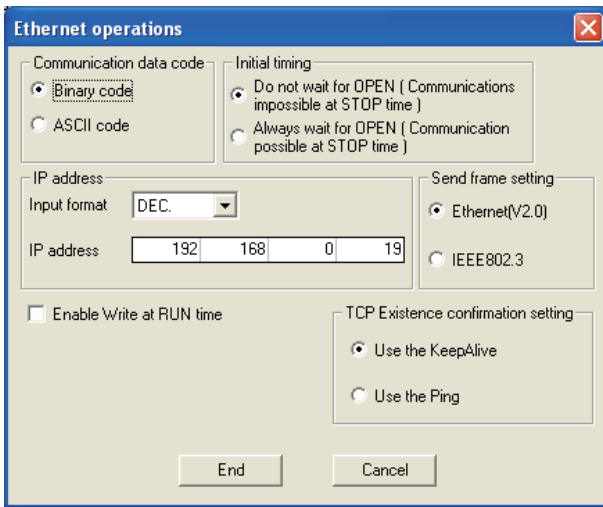 Ethernet operations
Communication data code
Binary code
ASCII code
Initial timing
Do not wait for OPEN ( Communications
impossible at STOP time )
Always wait for OPEN ( Communication
possible at STOP time )
IP address
Input format
DEC.
IP address
192 168 0 19
Send frame setting
Ethernet(V2.0)
IEEE802.3
Enable Write at RUN time
TCP Existence confirmation setting
Use the KeepAlive
Use the Ping
End
Cancel